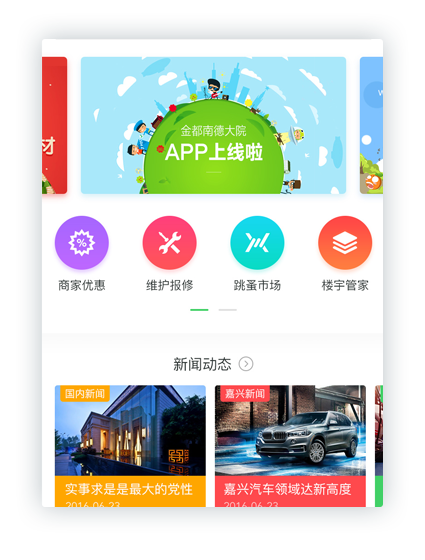 材
W
金都南德大院
APP上线啦
商家优惠
维护报修
跳蚤市场
楼宇管家
新闻动态
国内新闻
嘉兴新闻
实事求是是最大的党性
嘉兴汽车领域达新高度
2016.06.23
2016.06.23